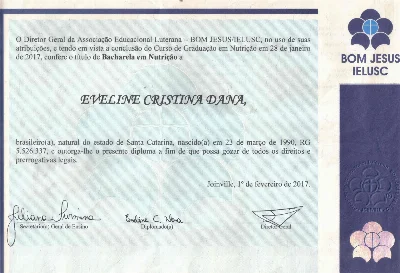 O Diretor Geral da Associação Educacional Luterana – BOM JESUS/IELUSC, no uso de suas
atribuições, e tendo em vista a conclusão do Curso de Graduação em Nutrição em 28 de janeiro
de 2017, confere o título de Bacharela em Nutrição a
EVELINE CRISTINA DANA,
brasileiro(a), natural do estado de Santa Catarina, nascido(a) em 23 de março de 1990, RG
5.526.337, e outorga-lhe o presente diploma a fim de que possa gozar de todos os direitos e
prerrogativas legais.
Joinville, 1º de fevereiro de 2017.
Secretário(a) Geral de Ensino
Diplomado(a)
Diretor Geral
BOM JESUS
IELUSC